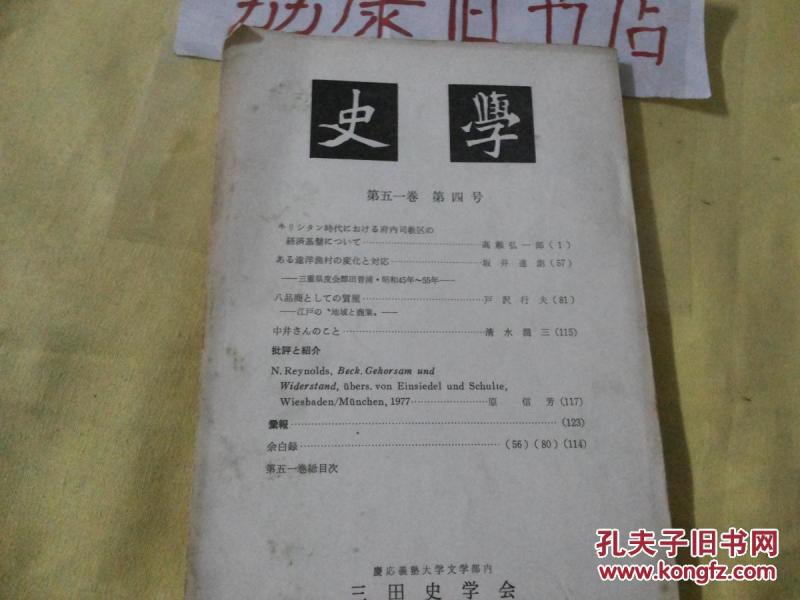 康旧书店
史 學
第五一巻 第四号
キリシタン時代における府内司教区の
経済基盤について 高瀬弘一郎 (1)
ある遠洋漁村の変化と対応 坂井達朗 (57)
——三重県度会郡田曽浦・昭和45年～55年——
八品商としての質屋 戸沢行夫 (81)
——江戸の〝地域と商業〟——
中井さんのこと 清水潤三 (115)
批評と紹介
N. Reynolds, Beck. Gehorsam und
Widerstand, übers. von Einsiedel und Schulte,
Wiesbaden/München, 1977 原 信芳 (117)
彙報 (123)
余白録 (56) (80) (114)
第五一巻総目次
慶応義塾大学文学部内
三田史学会
孔夫子旧书网
www.kongfz.com